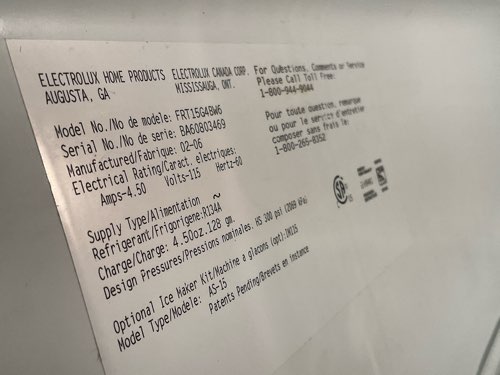 ELECTROLUX HOME PRODUCTS ELECTROLUX CANADA CORP.
AUGUSTA, GA MISSISSAUGA, ONT.
For Questions, Comments or Service
Please Call Toll Free:
1-800-944-9044
Model No./No de modele: FRT15G4BW6
Serial No./No de serie: BA60803469
Manufactured/Fabrique: 02-06
Electrical Rating/Caract. electriques:
Amps-4.50 Volts-115 Hertz-60
Pour toute question, remarque
ou pour le service d'entretien
composer sans frais le:
1-800-265-8352
Supply Type/Alimentation ~
Refrigerant/Frigorigene:R134A
Charge/Charge: 4.50oz.128 gm.
Design Pressures/Pressions nominales. HS 300 psi (2069 kPa)
Optional Ice Maker Kit/Machine a glacons (opt):IM115
Model Type/Modele: AS-15
Patents Pending/Brevets en instance